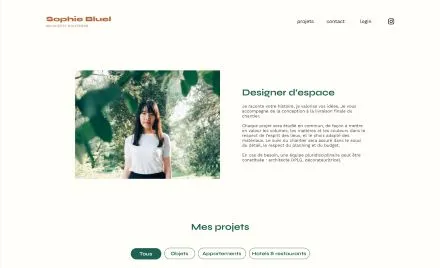 Sophie Bluel
ARCHITECTE D'INTÉRIEUR
projets
contact
login
Designer d'espace
Je raconte votre histoire, je valorise vos idées. Je vous
accompagne de la conception à la livraison finale du
chantier.
Chaque projet sera étudié en commun, de façon à mettre
en valeur les volumes, les matières et les couleurs dans le
respect de l'esprit des lieux, et le choix adapté des
matériaux. Le suivi du chantier sera assuré dans le souci
du détail, le respect du planning et du budget.
En cas de besoin, une équipe pluridisciplinaire peut être
constituée : architecte DPLG, décorateur(trice)
Mes projets
Tous
Objets
Appartements
Hotels & restaurants